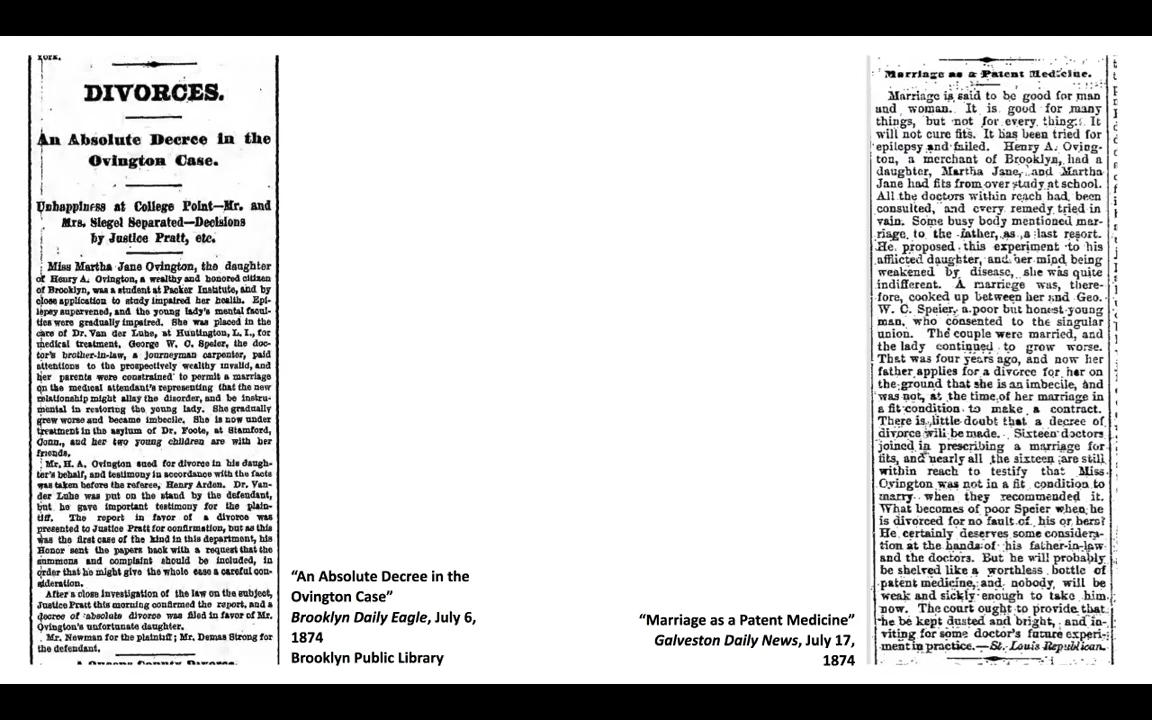 York.
DIVORCES.
An Absolute Decree in the
Ovington Case.
Unhappiness at College Point—Mr. and
Mrs. Siegel Separated—Decisions
by Justice Pratt, etc.
Miss Martha Jane Ovington, the daughter
of Henry A. Ovington, a wealthy and honored citizen
of Brooklyn, was a student at Packer Institute, and by
close application to study impaired her health. Epi-
lepsy supervened, and the young lady's mental facul-
ties were gradually impaired. She was placed in the
care of Dr. Van der Luhe, at Huntington, L. I., for
medical treatment. George W. C. Speier, the doc-
tor's brother-in-law, a journeyman carpenter, paid
attentions to the prospectively wealthy invalid, and
her parents were constrained to permit a marriage
on the medical attendant's representing that the new
relationship might allay the disorder, and be instru-
mental in restoring the young lady. She gradually
grew worse and became imbecile. She is now under
treatment in the asylum of Dr. Foote, at Stamford,
Conn., and her two young children are with her
friends.
Mr. H. A. Ovington sued for divorce in his daugh-
ter's behalf, and testimony in accordance with the facts
was taken before the referee, Henry Arden. Dr. Van-
der Luhe was put on the stand by the defendant,
but he gave important testimony for the plain-
tiff. The report in favor of a divorce was
presented to Justice Pratt for confirmation, but as this
was the first case of the kind in this department, his
Honor sent the papers back with a request that the
summons and complaint should be included, in
order that he might give the whole case a careful con-
sideration.
After a close investigation of the law on the subject,
Justice Pratt this morning confirmed the report, and a
decree of absolute divorce was filed in favor of Mr.
Ovington's unfortunate daughter.
Mr. Newman for the plaintiff; Mr. Demas Strong for
the defendant.
A Queens County Divorce.
"An Absolute Decree in the
Ovington Case"
Brooklyn Daily Eagle, July 6,
1874
Brooklyn Public Library
"Marriage as a Patent Medicine"
Galveston Daily News, July 17,
1874
Marriage as a Patent Medicine.
Marriage is said to be good for man
and woman. It is good for many
things, but not for every thing. It
will not cure fits. It has been tried for
epilepsy and failed. Henry A. Oving-
ton, a merchant of Brooklyn, had a
daughter, Martha Jane, and Martha
Jane had fits from over study at school.
All the doctors within reach had been
consulted, and every remedy tried in
vain. Some busy body mentioned mar-
riage to the father, as a last resort.
He proposed this experiment to his
afflicted daughter, and her mind being
weakened by disease, she was quite
indifferent. A marriage was, there-
fore, cooked up between her and Geo.
W. C. Speier, a poor but honest young
man, who consented to the singular
union. The couple were married, and
the lady continued to grow worse.
That was four years ago, and now her
father applies for a divorce for her on
the ground that she is an imbecile, and
was not, at the time of her marriage in
a fit condition to make a contract.
There is little doubt that a decree of
divorce will be made. Sixteen doctors
joined in prescribing a marriage for
fits, and nearly all the sixteen are still
within reach to testify that Miss
Ovington was not in a fit condition to
marry when they recommended it.
What becomes of poor Speier when he
is divorced for no fault of his or hers?
He certainly deserves some considera-
tion at the hands of his father-in-law
and the doctors. But he will probably
be shelved like a worthless bottle of
patent medicine, and nobody will be
weak and sickly enough to take him
now. The court ought to provide that
he be kept dusted and bright, and in-
viting for some doctor's future experi-
ment in practice.—St. Louis Republican.